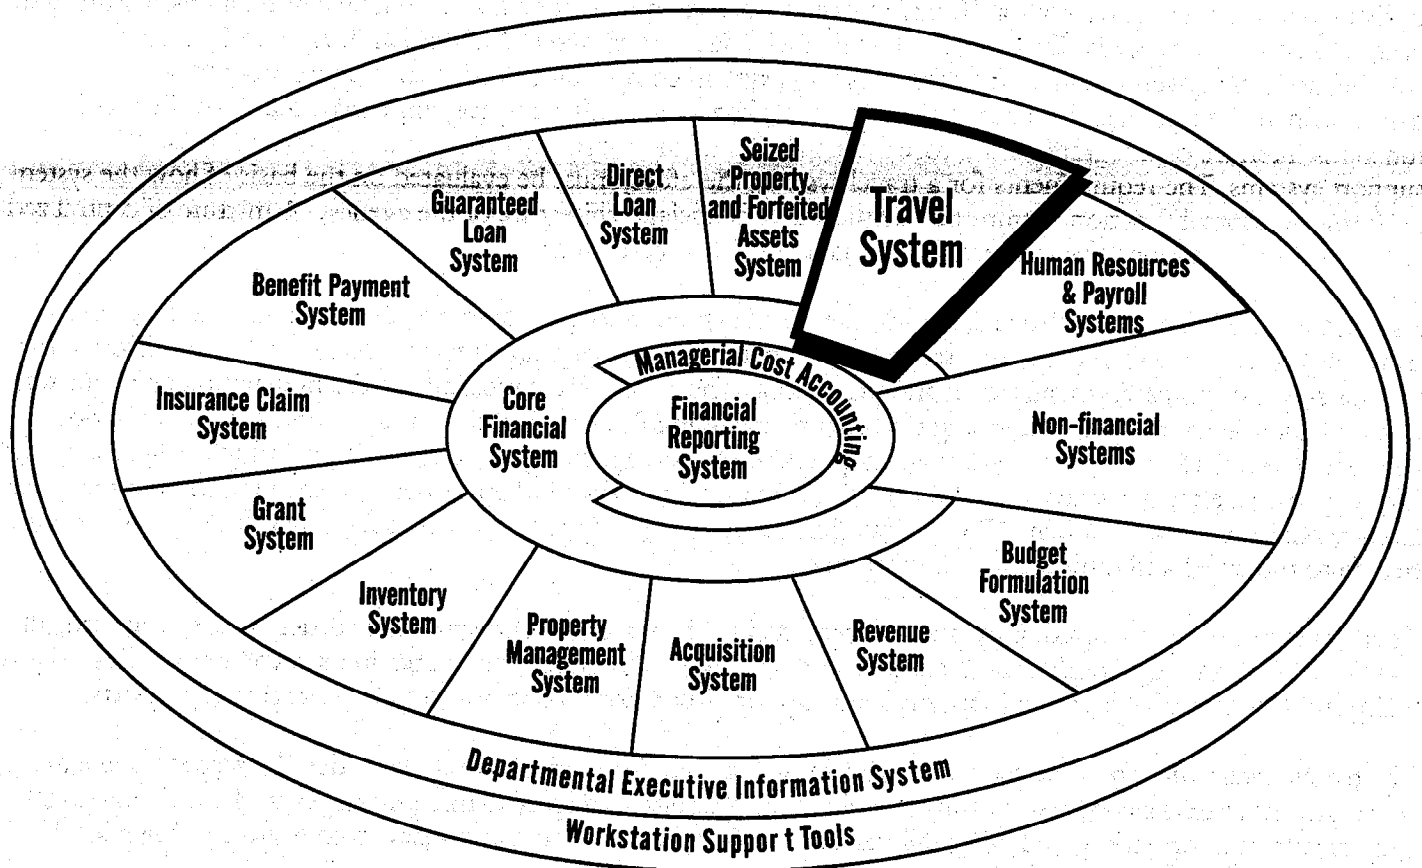 Seized
Property
and Forfeited
Assets
System
Travel
System
Direct
Loan
System
Guaranteed
Loan
System
Human Resources
& Payroll
Systems
Benefit Payment
System
Managerial Cost Accounting
Insurance Claim
System
Core
Financial
System
Financial
Reporting
System
Non-financial
Systems
Grant
System
Budget
Formulation
System
Inventory
System
Property
Management
System
Acquisition
System
Revenue
System
Departmental Executive Information System
Workstation Support Tools